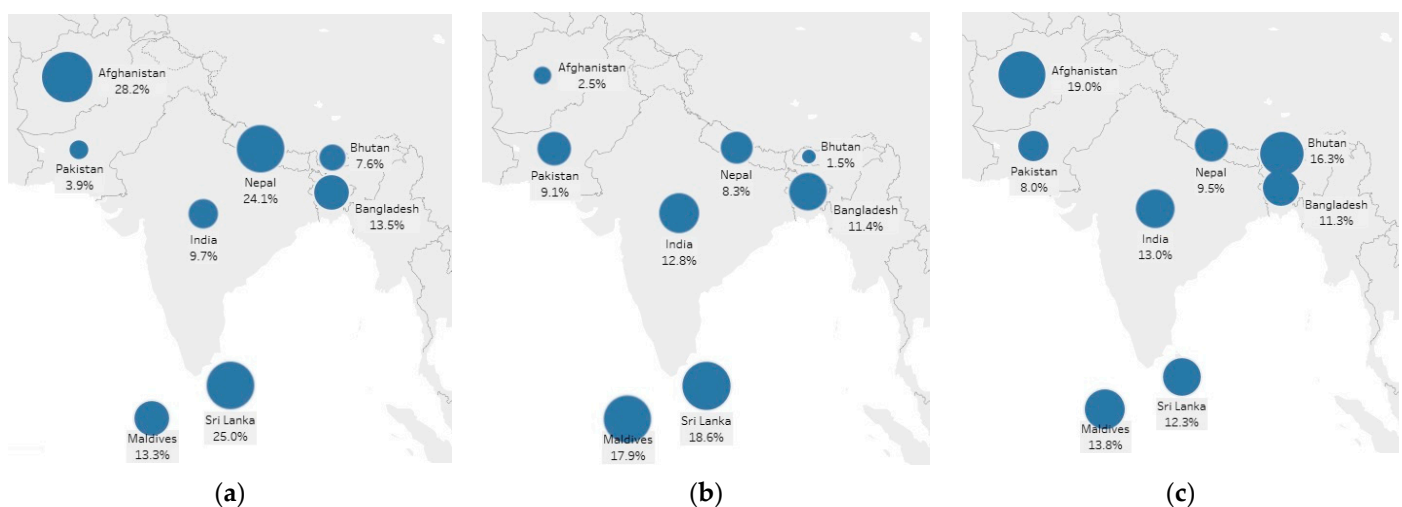 Afghanistan
28.2%
Pakistan
3.9%
Nepal
24.1%
Bhutan
7.6%
Bangladesh
13.5%
India
9.7%
Sri Lanka
25.0%
Maldives
13.3%
(a)
Afghanistan
2.5%
Pakistan
9.1%
Nepal
8.3%
Bhutan
1.5%
Bangladesh
11.4%
India
12.8%
Sri Lanka
18.6%
Maldives
17.9%
(b)
Afghanistan
19.0%
Pakistan
8.0%
Nepal
9.5%
Bhutan
16.3%
Bangladesh
11.3%
India
13.0%
Sri Lanka
12.3%
Maldives
13.8%
(c)